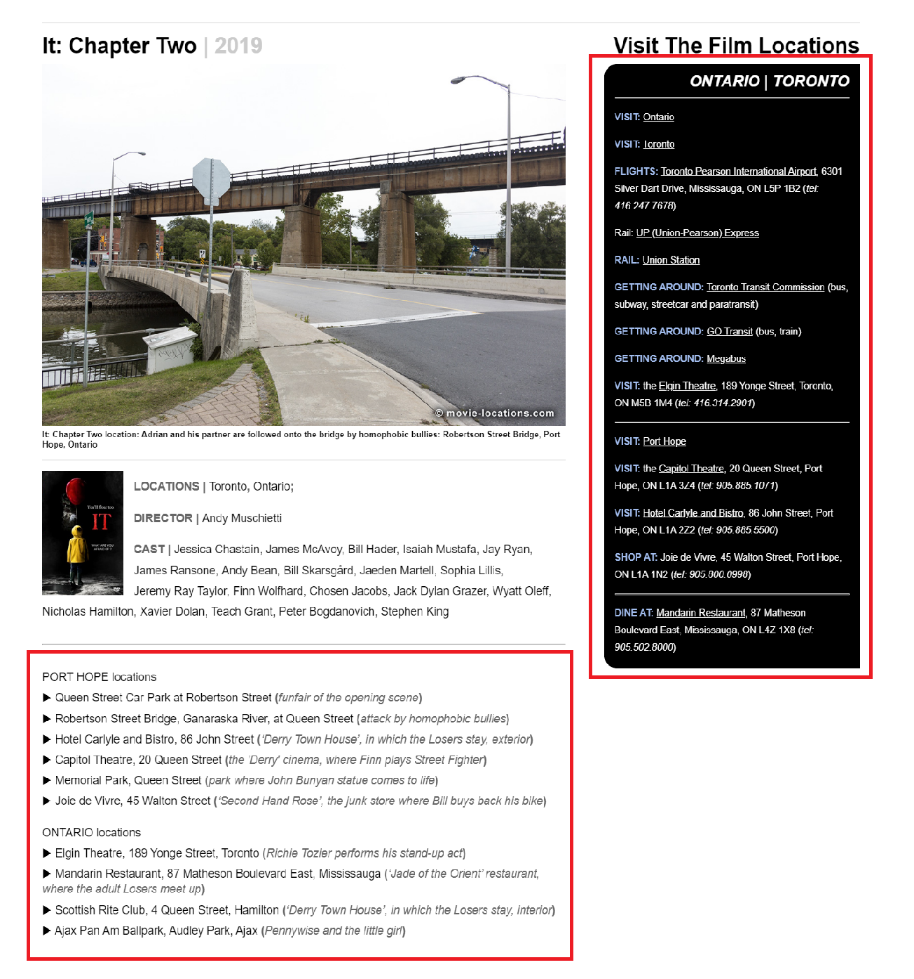 It: Chapter Two | 2019
© movie-locations.com
It: Chapter Two location: Adrian and his partner are followed onto the bridge by homophobic bullies: Robertson Street Bridge, Port
Hope, Ontario
IT
LOCATIONS | Toronto, Ontario;
DIRECTOR | Andy Muschietti
CAST | Jessica Chastain, James McAvoy, Bill Hader, Isaiah Mustafa, Jay Ryan,
James Ransone, Andy Bean, Bill Skarsgård, Jaeden Martell, Sophia Lillis,
Jeremy Ray Taylor, Finn Wolfhard, Chosen Jacobs, Jack Dylan Grazer, Wyatt Oleff,
Nicholas Hamilton, Xavier Dolan, Teach Grant, Peter Bogdanovich, Stephen King
PORT HOPE locations
▶ Queen Street Car Park at Robertson Street (funfair of the opening scene)
▶ Robertson Street Bridge, Ganaraska River, at Queen Street (attack by homophobic bullies)
▶ Hotel Carlyle and Bistro, 86 John Street (‘Derry Town House’, in which the Losers stay, exterior)
▶ Capitol Theatre, 20 Queen Street (the ‘Derry’ cinema, where Finn plays Street Fighter)
▶ Memorial Park, Queen Street (park where John Bunyan statue comes to life)
▶ Joie de Vivre, 45 Walton Street (‘Second Hand Rose’, the junk store where Bill buys back his bike)
ONTARIO locations
▶ Elgin Theatre, 189 Yonge Street, Toronto (Richie Tozier performs his stand-up act)
▶ Mandarin Restaurant, 87 Matheson Boulevard East, Mississauga (‘Jade of the Orient’ restaurant,
where the adult Losers meet up)
▶ Scottish Rite Club, 4 Queen Street, Hamilton (‘Derry Town House’, in which the Losers stay, interior)
▶ Ajax Pan Am Ballpark, Audley Park, Ajax (Pennywise and the little girl)
Visit The Film Locations
ONTARIO | TORONTO
VISIT: Ontario
VISIT: Toronto
FLIGHTS: Toronto Pearson International Airport, 6301
Silver Dart Drive, Mississauga, ON L5P 1B2 (tel:
416.247.7678)
Rail: UP (Union-Pearson) Express
RAIL: Union Station
GETTING AROUND: Toronto Transit Commission (bus,
subway, streetcar and paratransit)
GETTING AROUND: GO Transit (bus, train)
GETTING AROUND: Megabus
VISIT: the Elgin Theatre, 189 Yonge Street, Toronto,
ON M5B 1M4 (tel: 416.314.2901)
VISIT: Port Hope
VISIT: the Capitol Theatre, 20 Queen Street, Port
Hope, ON L1A 3Z4 (tel: 905.885.1071)
VISIT: Hotel Carlyle and Bistro, 86 John Street, Port
Hope, ON L1A 2Z2 (tel: 905.885.5500)
SHOP AT: Joie de Vivre, 45 Walton Street, Port Hope,
ON L1A 1N2 (tel: 905.800.0998)
DINE AT: Mandarin Restaurant, 87 Matheson
Boulevard East, Mississauga, ON L4Z 1X8 (tel:
905.502.8000)